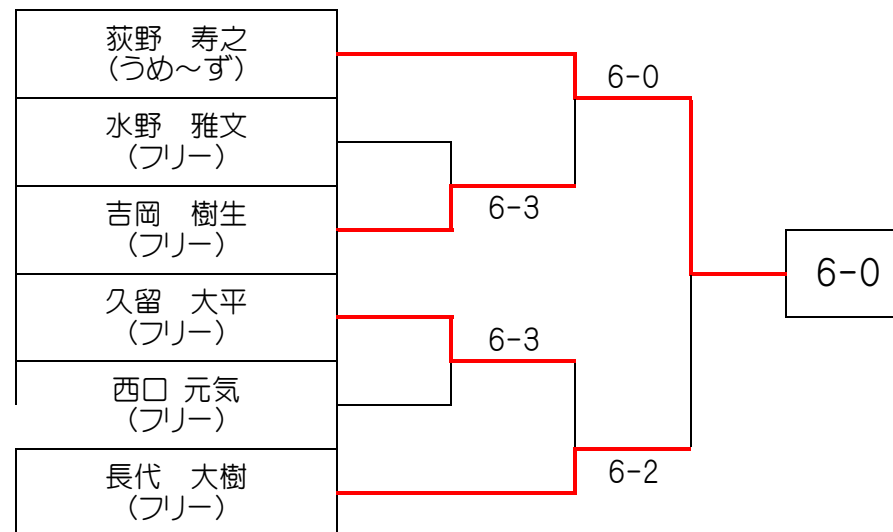 荻野　寿之
(うめ～ず)
6-0
水野　雅文
(フリー)
吉岡　樹生
(フリー)
6-3
6-0
久留　大平
(フリー)
6-3
西口 元気
(フリー)
長代　大樹
(フリー)
6-2